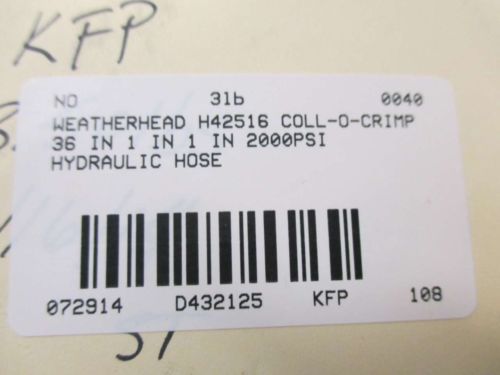 KFP
NO 3lb 0040
WEATHERHEAD H42516 COLL-O-CRIMP
36 IN 1 IN 1 IN 2000PSI
HYDRAULIC HOSE
072914 D432125 KFP 108